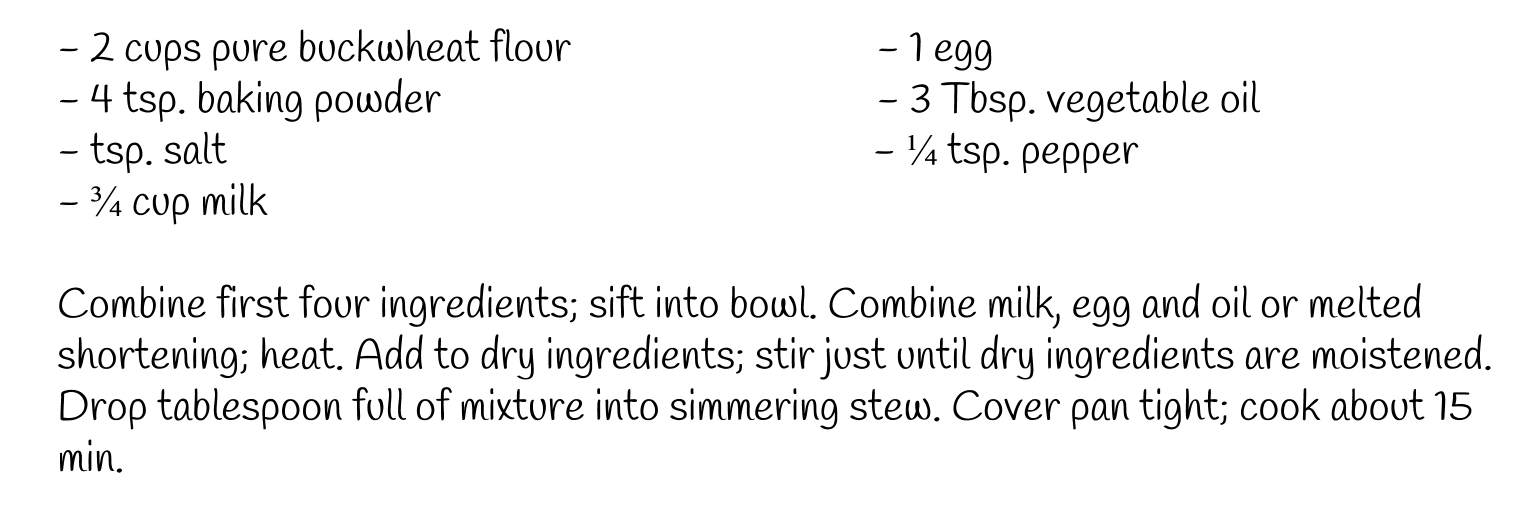 - 2 cups pure buckwheat flour
- 4 tsp. baking powder
- tsp. salt
- ¾ cup milk
- 1 egg
- 3 Tbsp. vegetable oil
- ¼ tsp. pepper
Combine first four ingredients; sift into bowl. Combine milk, egg and oil or melted
shortening; heat. Add to dry ingredients; stir just until dry ingredients are moistened.
Drop tablespoon full of mixture into simmering stew. Cover pan tight; cook about 15
min.